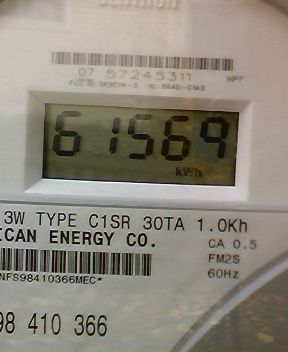 07 57245311
61569
kWh
3W TYPE C1SR 30TA 1.0Kh
ICAN ENERGY CO.
CA 0.5
FM2S
60Hz
NFS98410366MEC*
98 410 366